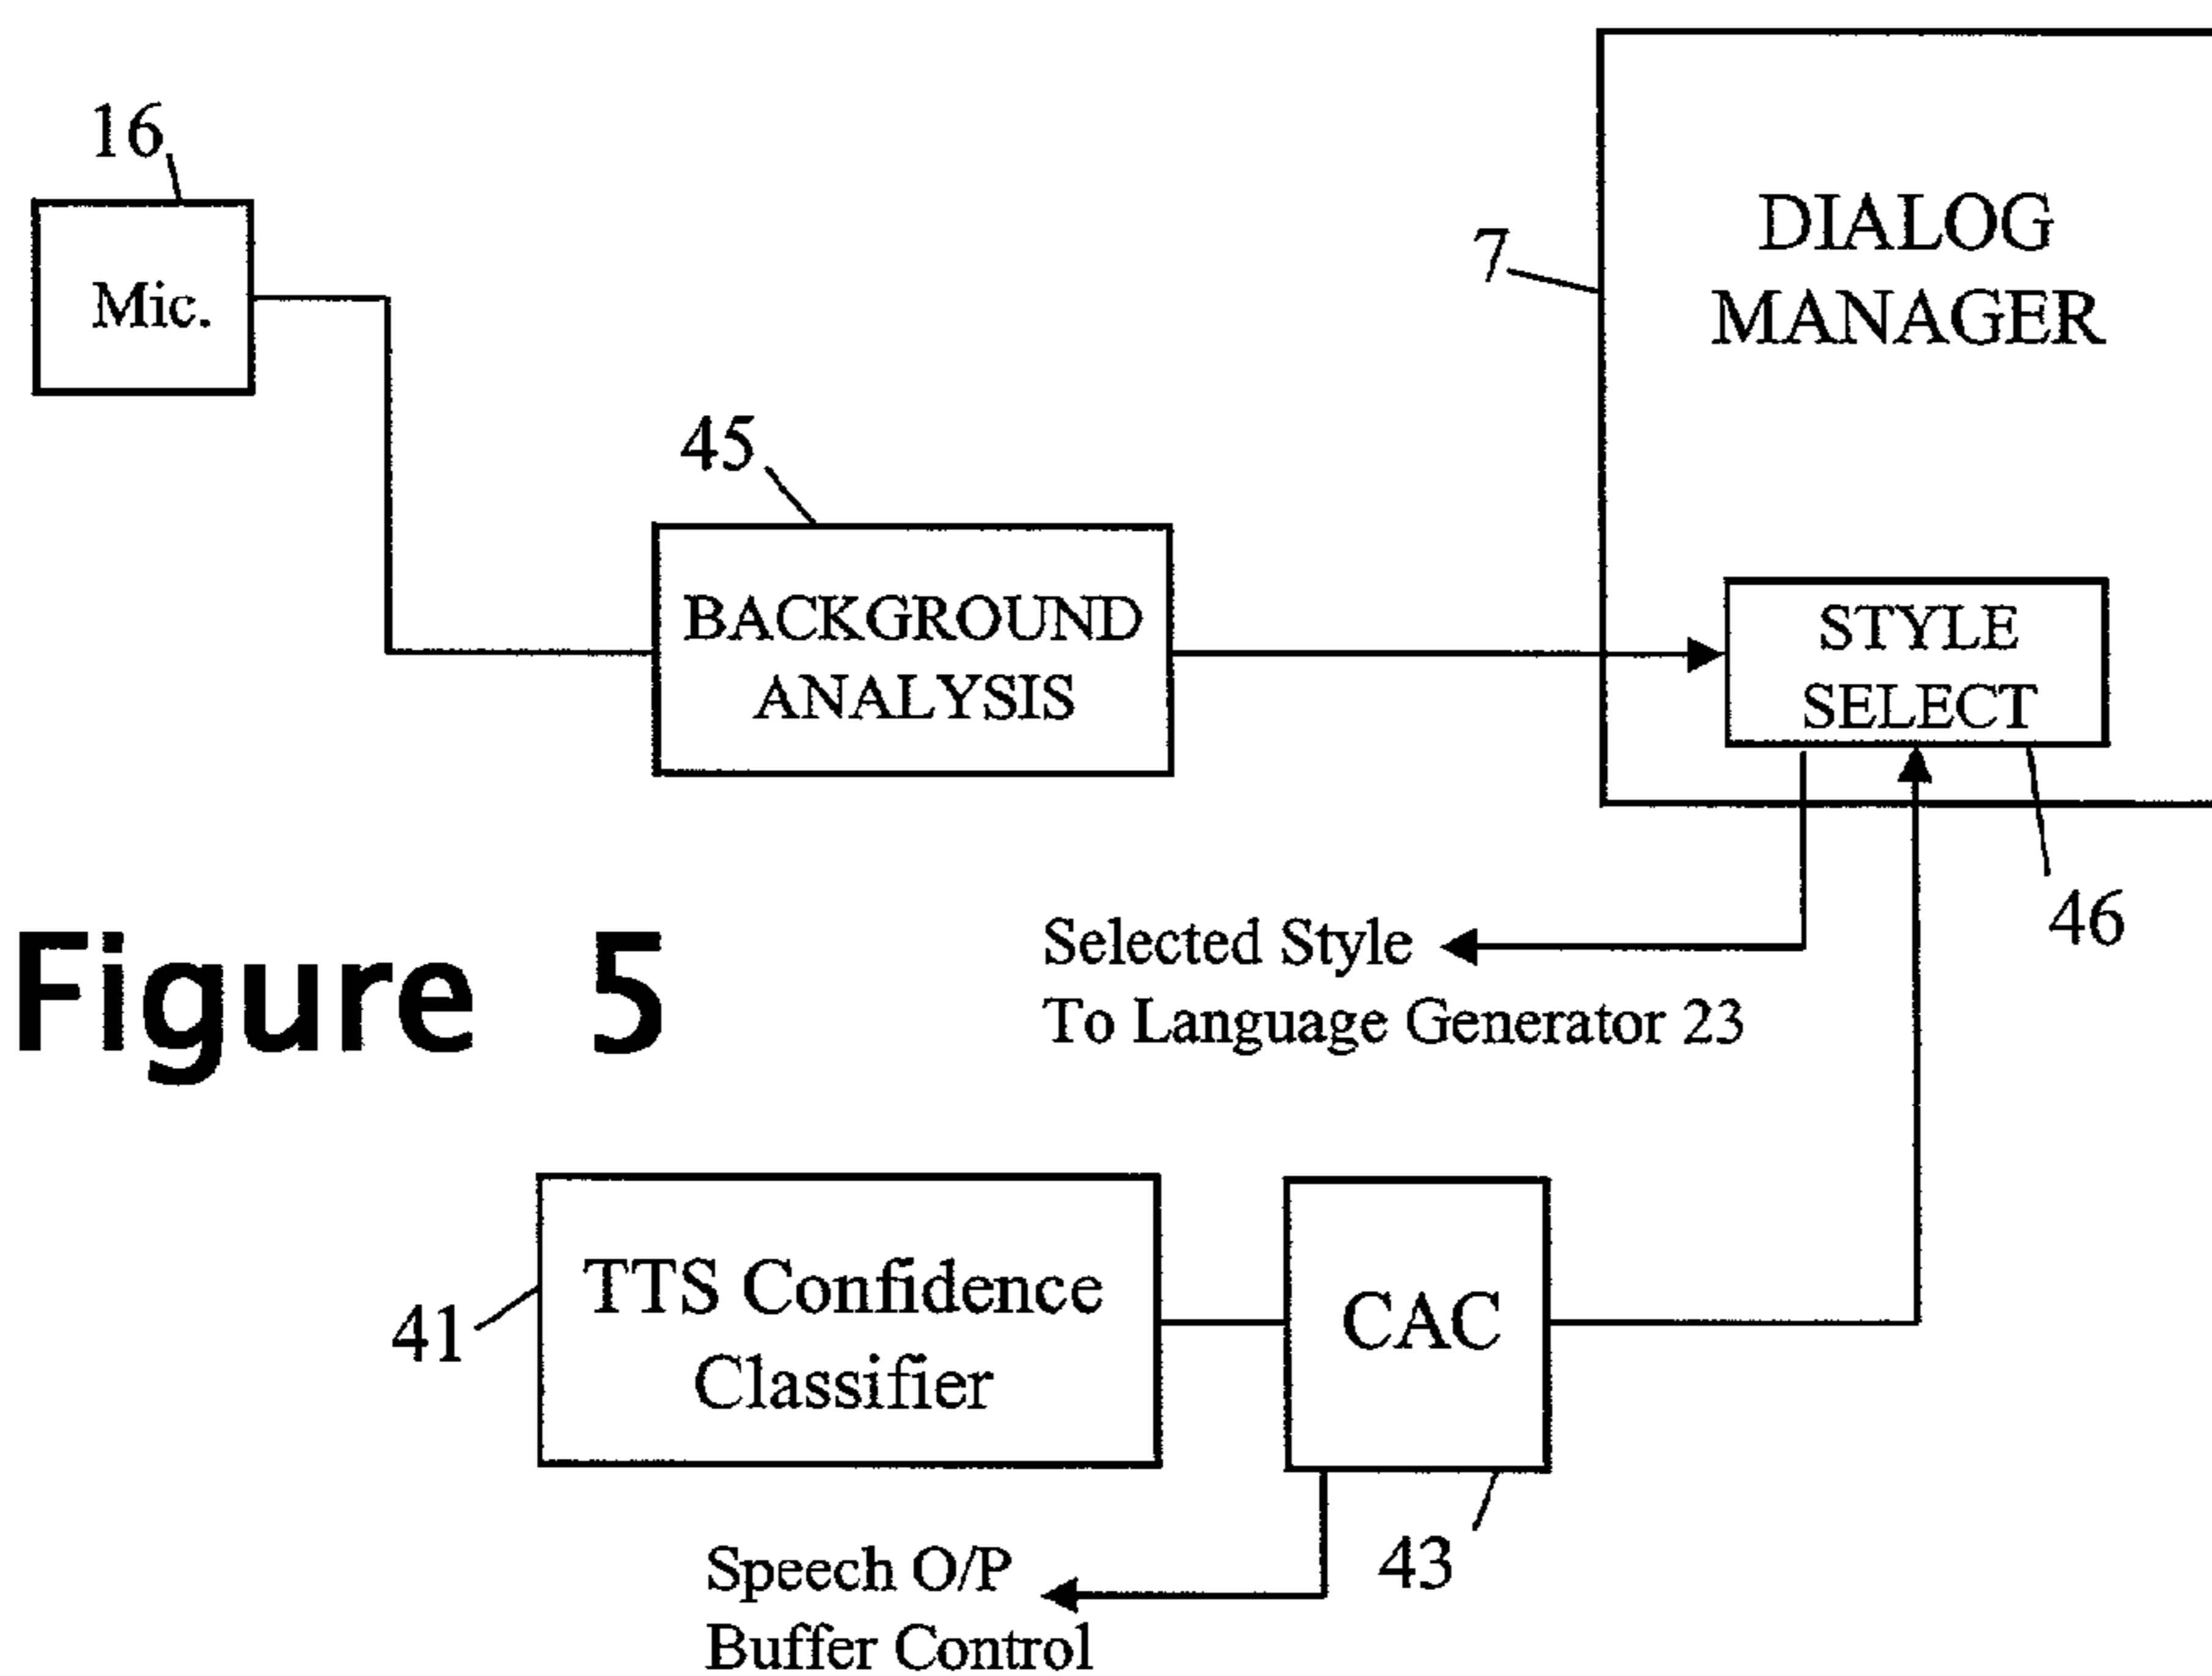 16
Mic.
7
DIALOG
MANAGER
45
BACKGROUND
ANALYSIS
STYLE
SELECT
46
Selected Style
To Language Generator 23
Figure 5
41
TTS Confidence
Classifier
CAC
43
Speech O/P
Buffer Control